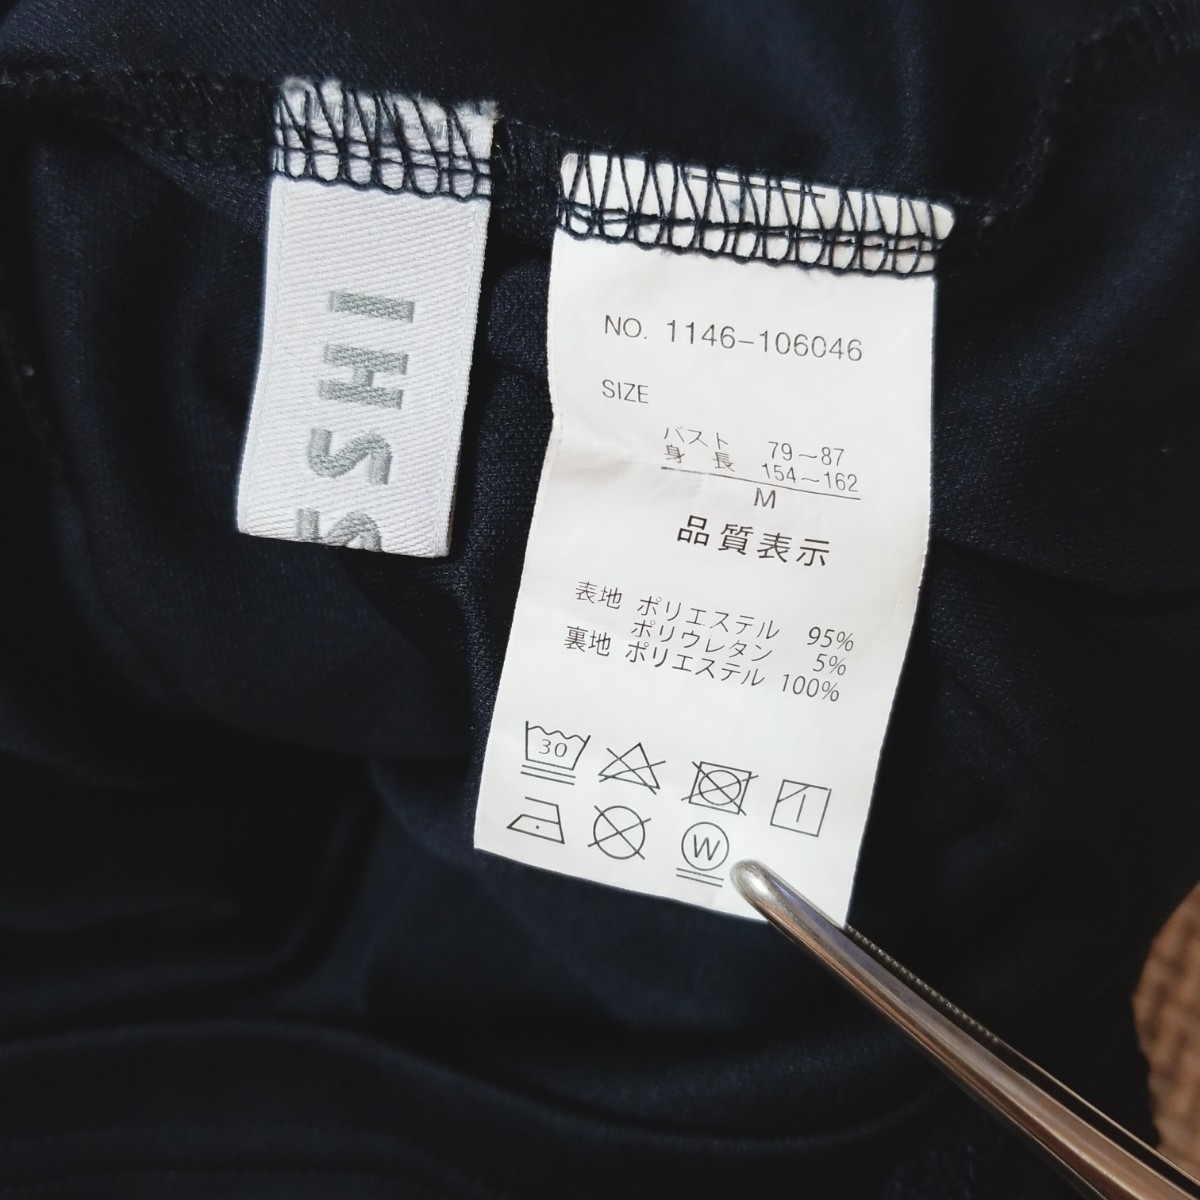 NO. 1146-106046
SIZE
バスト 79~87
身長 154~162
M
品質表示
表地 ポリエステル 95%
ポリウレタン 5%
裏地 ポリエステル 100%
30
W
IHS